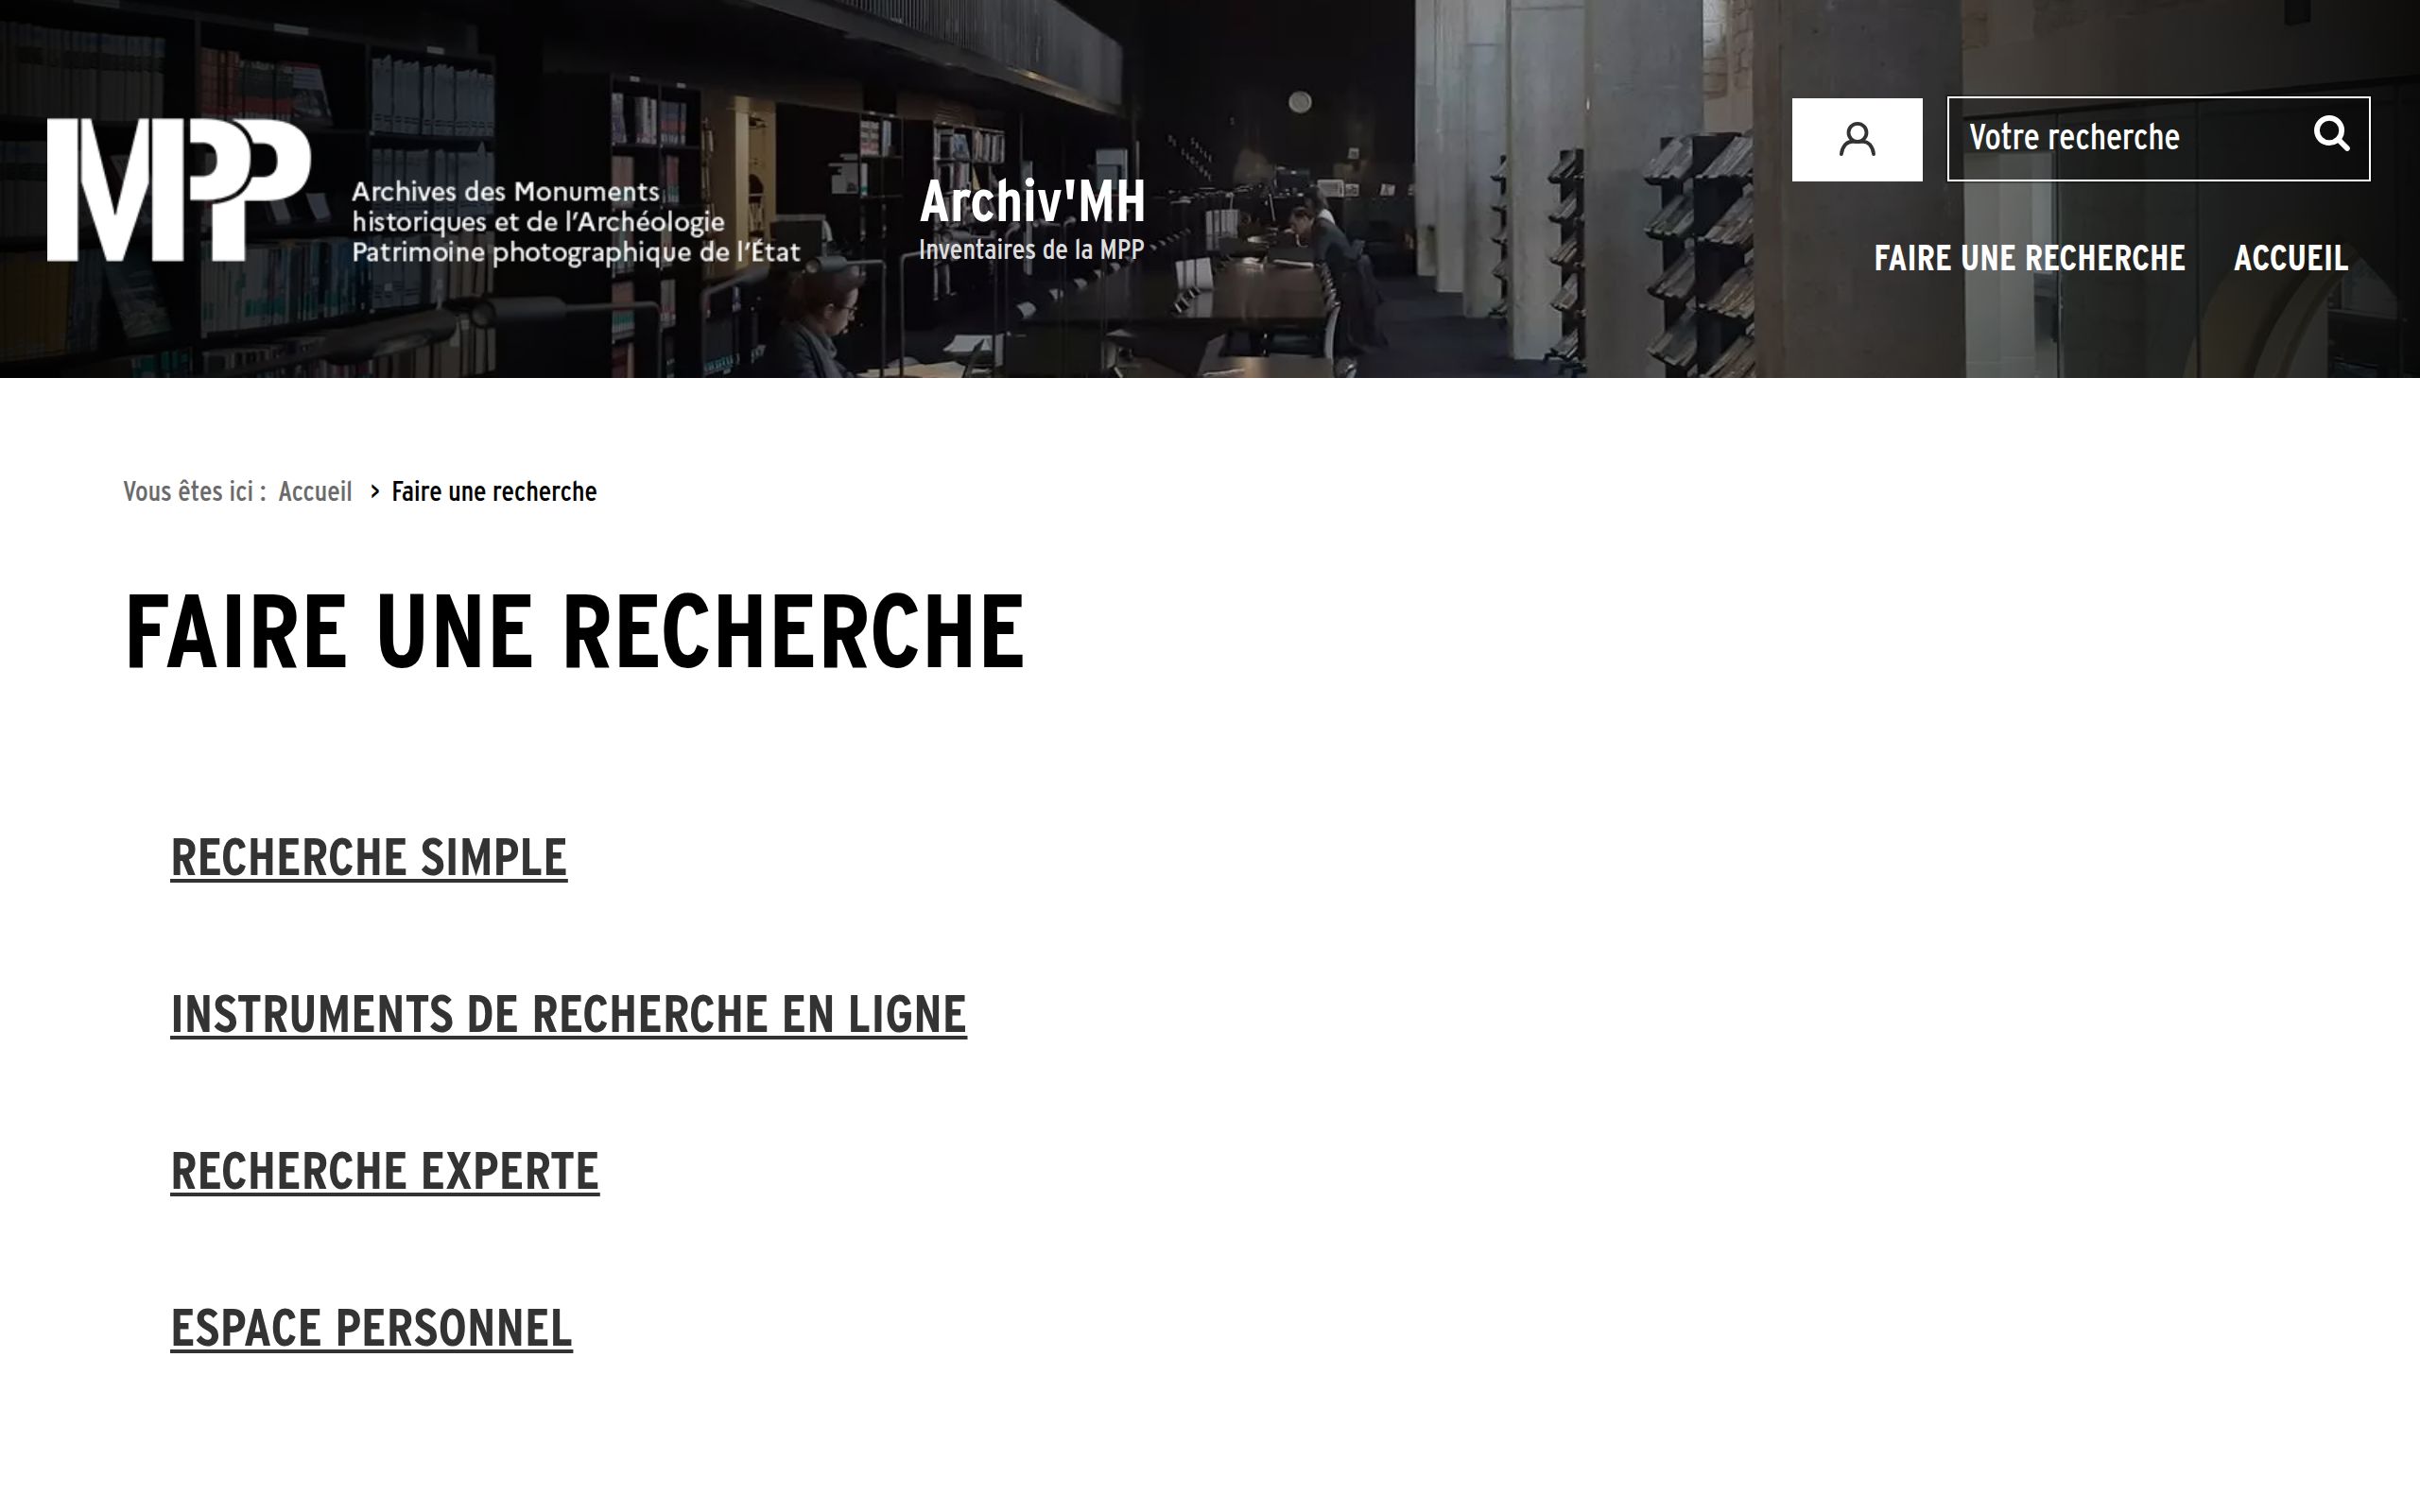 MPP
Archives des Monuments
historiques et de l'Archéologie
Patrimoine photographique de l'État
Archiv'MH
Inventaires de la MPP
Votre recherche
FAIRE UNE RECHERCHE ACCUEIL
Vous êtes ici : Accueil > Faire une recherche
FAIRE UNE RECHERCHE
RECHERCHE SIMPLE
INSTRUMENTS DE RECHERCHE EN LIGNE
RECHERCHE EXPERTE
ESPACE PERSONNEL